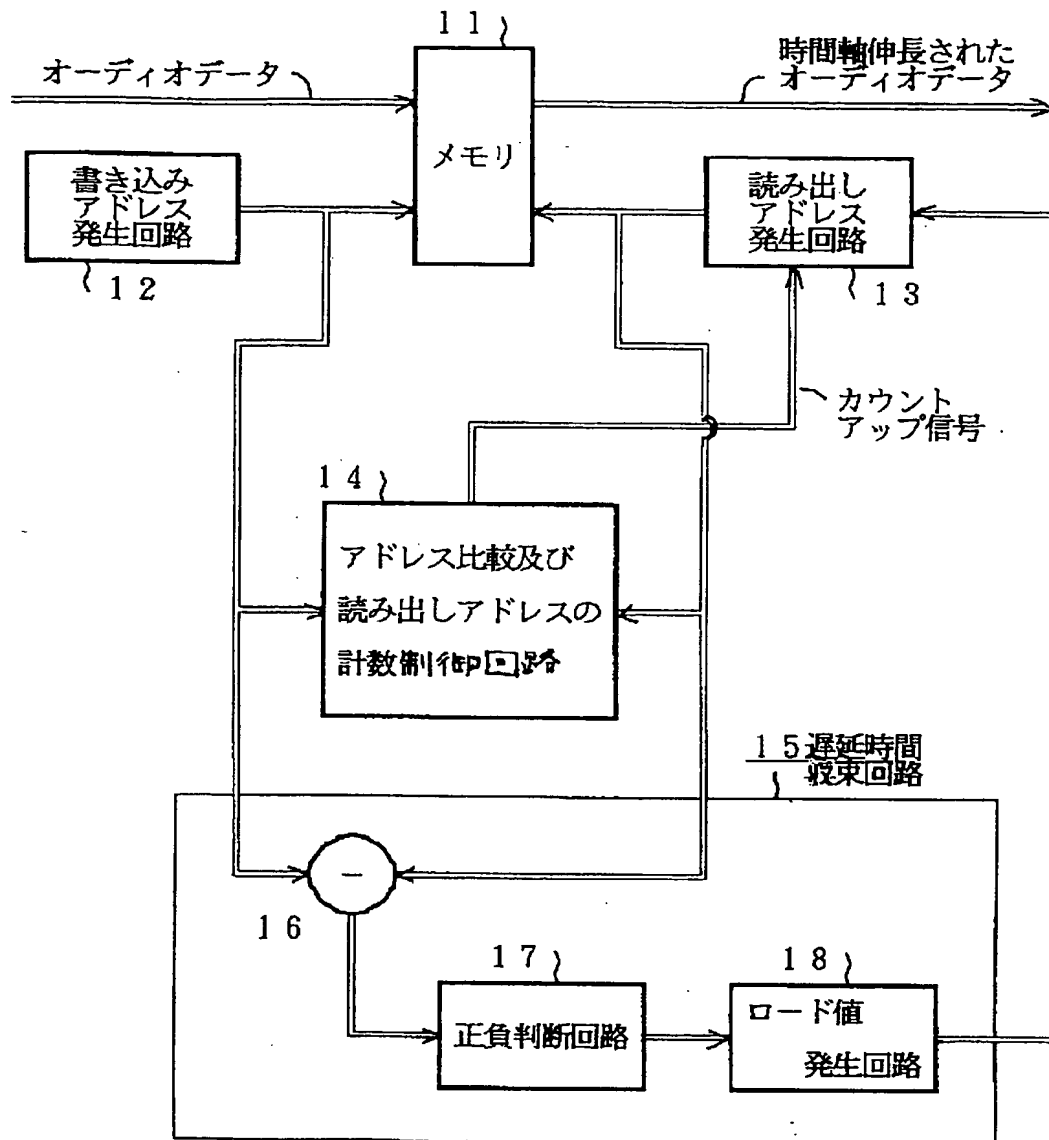 １１
オーディオデータ
時間軸伸長された
オーディオデータ
メモリ
書き込み
アドレス
発生回路
読み出し
アドレス
発生回路
１２
１３
カウント
アップ信号
１４
アドレス比較及び
読み出しアドレスの
計数制御回路
１５遅延時間
収束回路
－
１６
１７
１８
正負判断回路
ロード値
発生回路